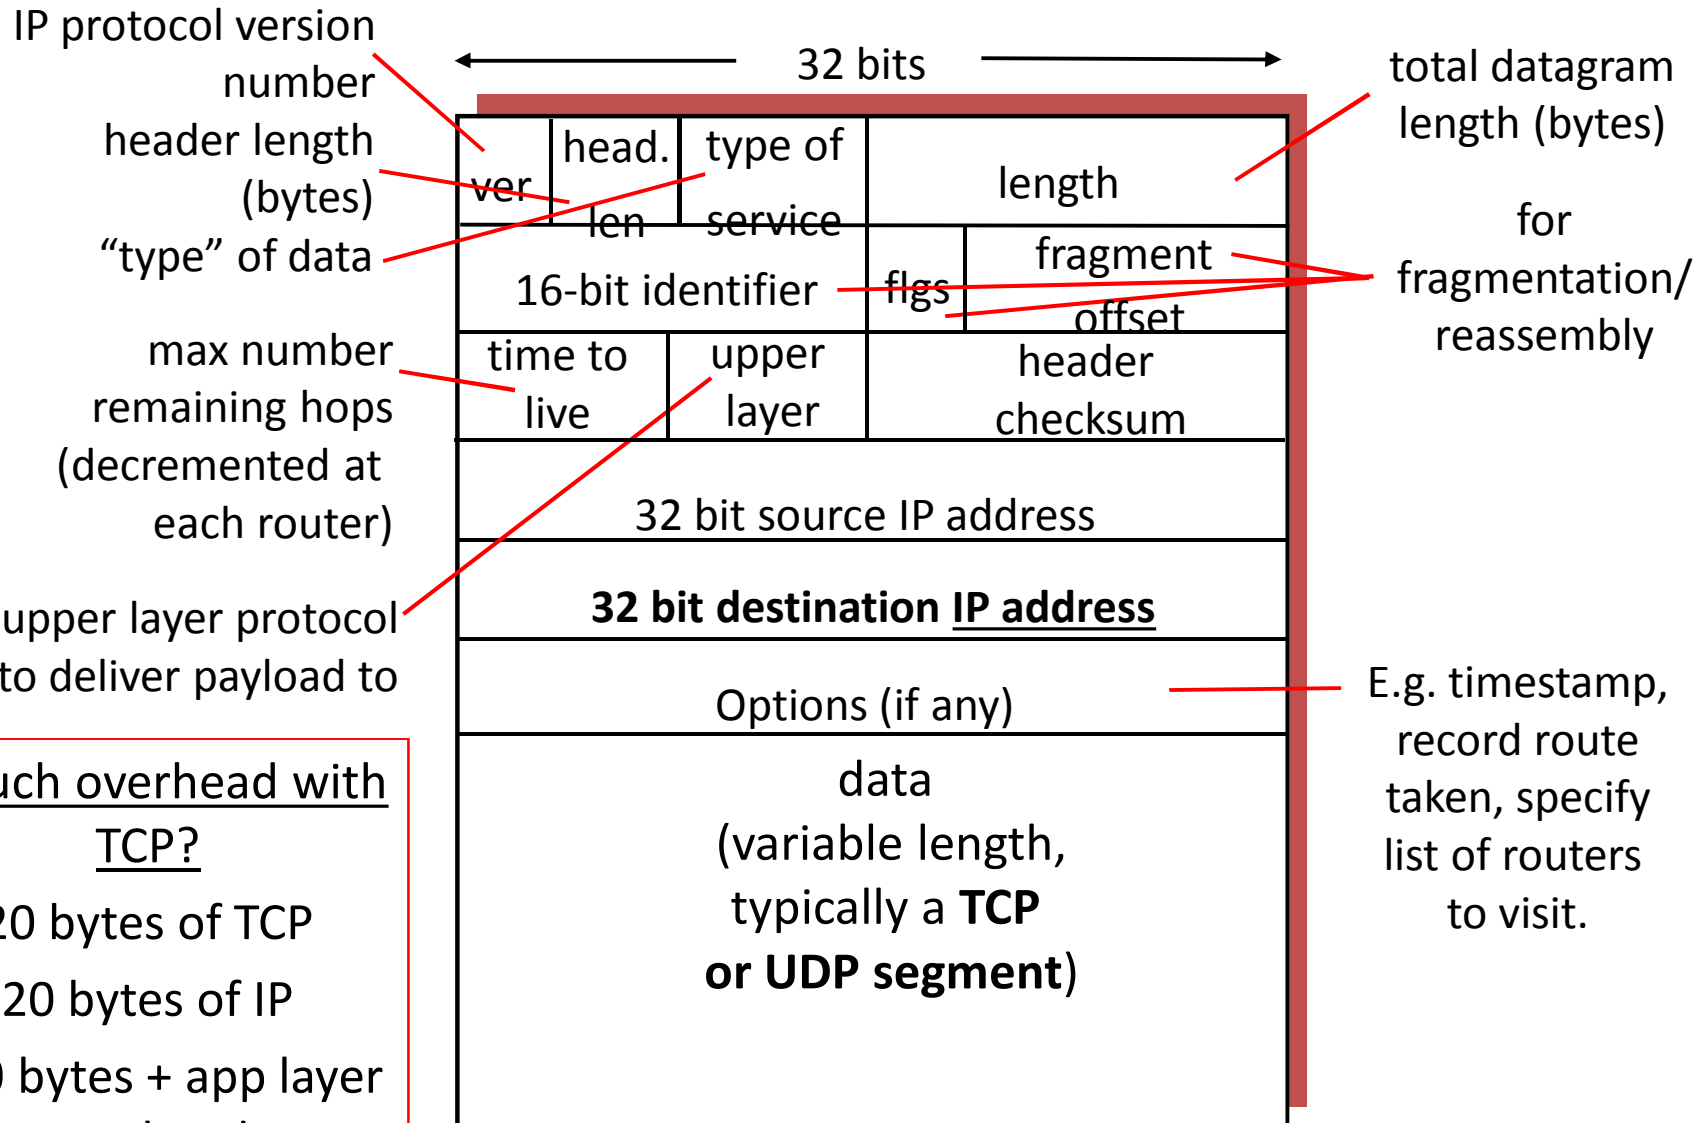 IP protocol version
number
header length
(bytes)
“type” of data
max number
remaining hops
(decremented at
each router)
upper layer protocol
to deliver payload to
overhead with
TCP?
20 bytes of TCP
20 bytes of IP
bytes + app layer
32 bits
ver
head.
len
type of
service
length
16-bit identifier
flgs
fragment
offset
time to
live
upper
layer
header
checksum
32 bit source IP address
32 bit destination IP address
Options (if any)
data
(variable length,
typically a TCP
or UDP segment)
total datagram
length (bytes)
for
fragmentation/
reassembly
E.g. timestamp,
record route
taken, specify
list of routers
to visit.